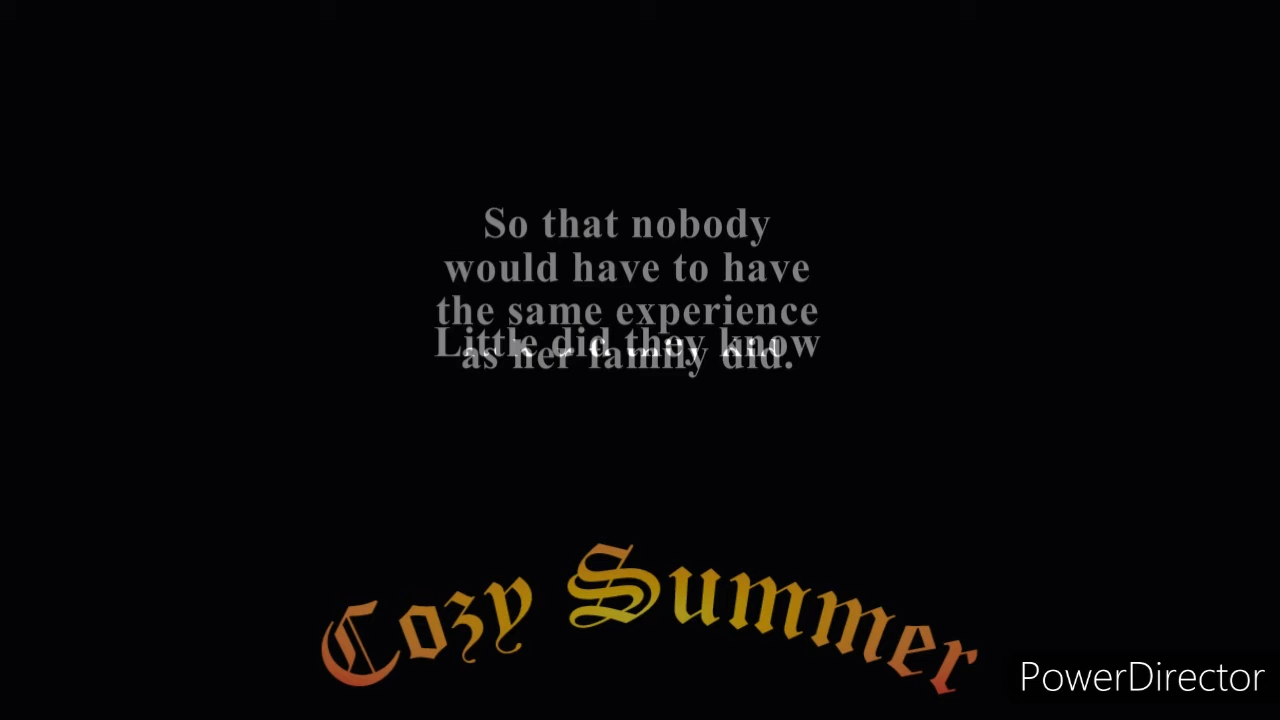 So that nobody
would have to have
the same experience
Little did they know
as her family did.
Cozy Summer
PowerDirector